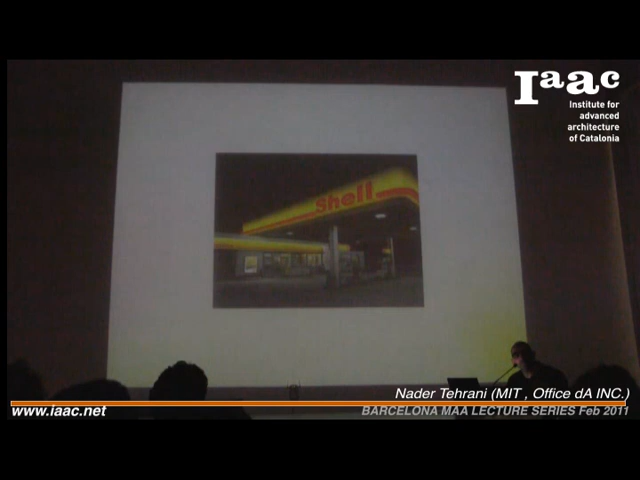 Iaac
Institute for
advanced
architecture
of Catalonia
Shell
Nader Tehrani (MIT , Office dA INC.)
www.iaac.net
BARCELONA MAA LECTURE SERIES Feb 2011